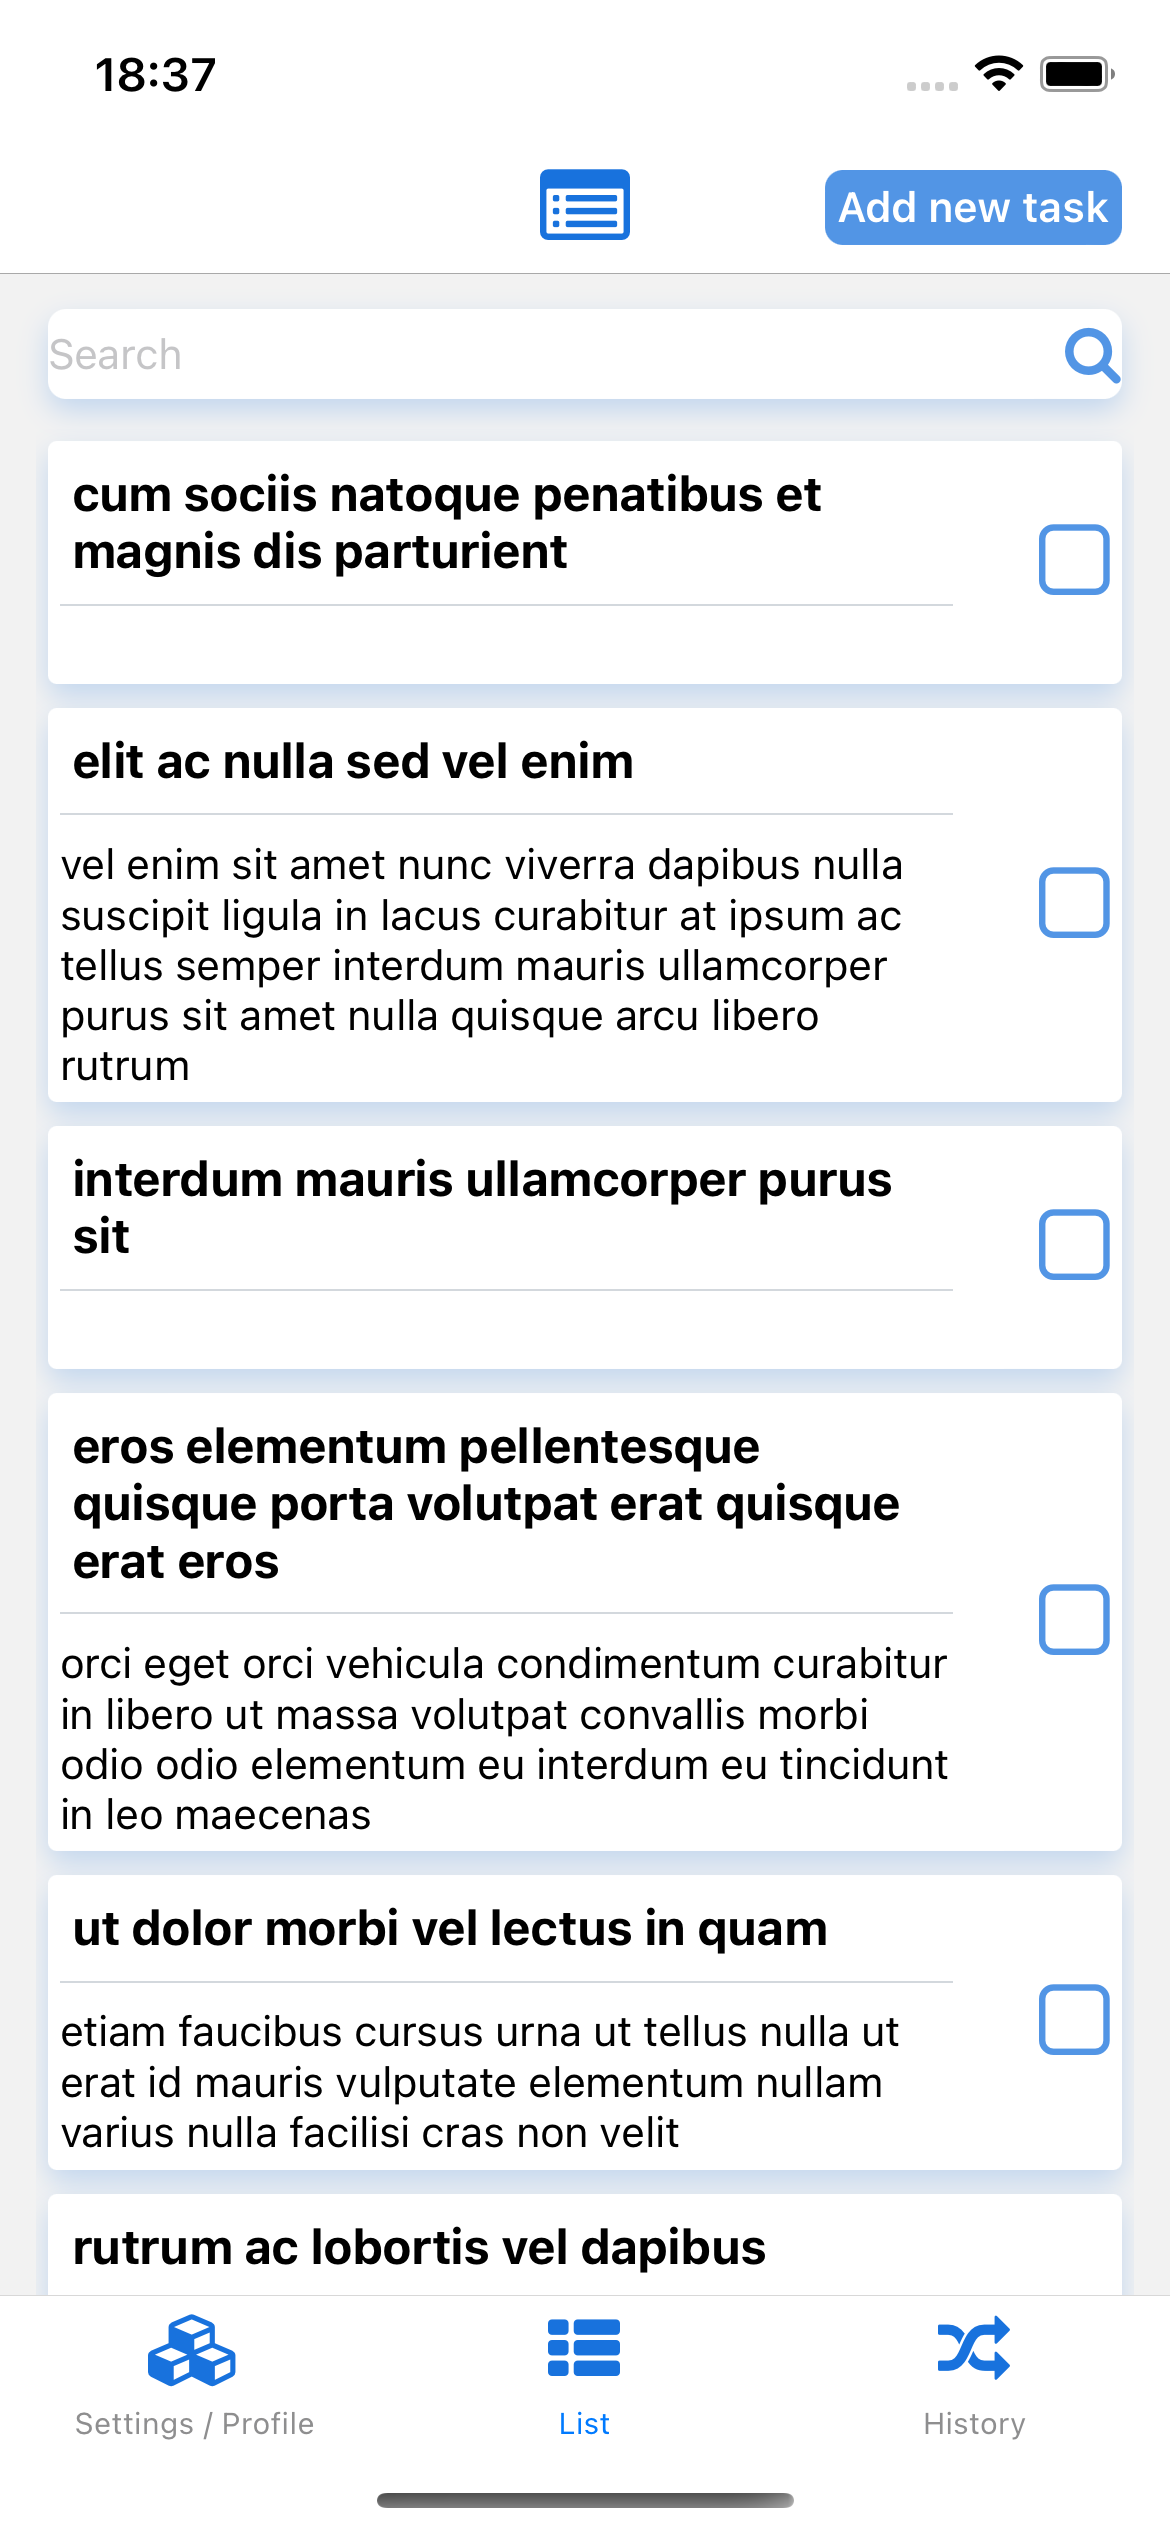 18:37
Add new task
Search
cum sociis natoque penatibus et
magnis dis parturient
elit ac nulla sed vel enim
vel enim sit amet nunc viverra dapibus nulla
suscipit ligula in lacus curabitur at ipsum ac
tellus semper interdum mauris ullamcorper
purus sit amet nulla quisque arcu libero
rutrum
interdum mauris ullamcorper purus
sit
eros elementum pellentesque
quisque porta volutpat erat quisque
erat eros
orci eget orci vehicula condimentum curabitur
in libero ut massa volutpat convallis morbi
odio odio elementum eu interdum eu tincidunt
in leo maecenas
ut dolor morbi vel lectus in quam
etiam faucibus cursus urna ut tellus nulla ut
erat id mauris vulputate elementum nullam
varius nulla facilisi cras non velit
rutrum ac lobortis vel dapibus
Settings / Profile
List
History